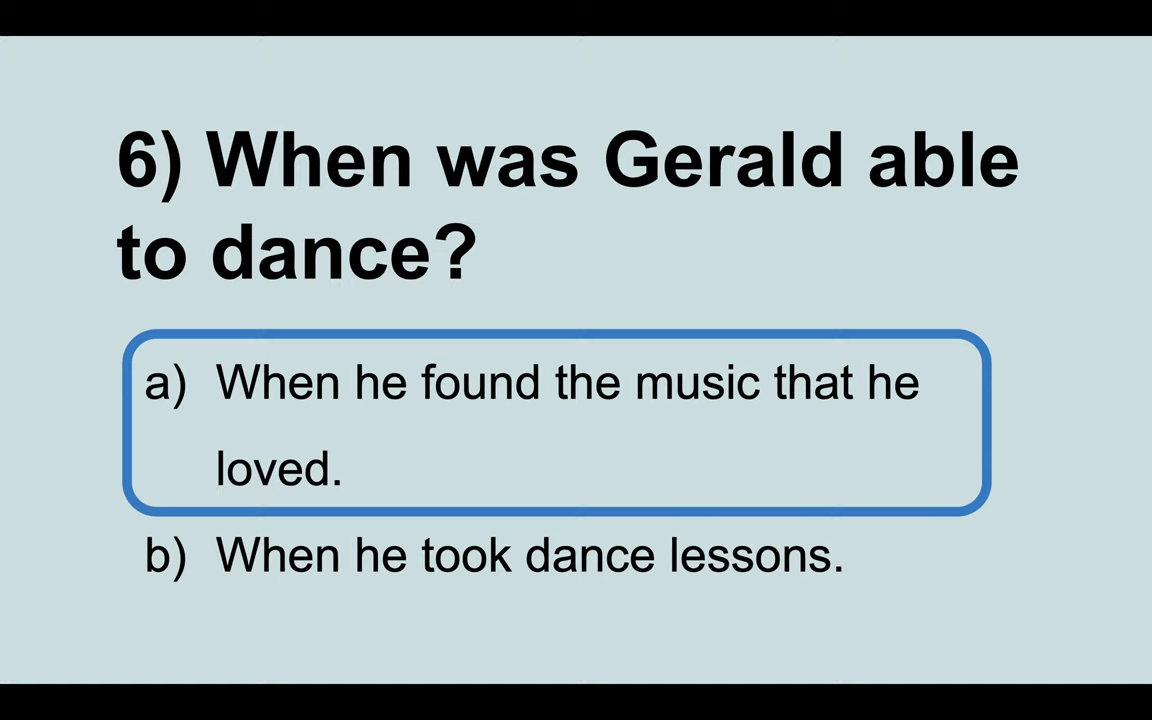 6) When was Gerald able
to dance?
a) When he found the music that he
loved.
b) When he took dance lessons.